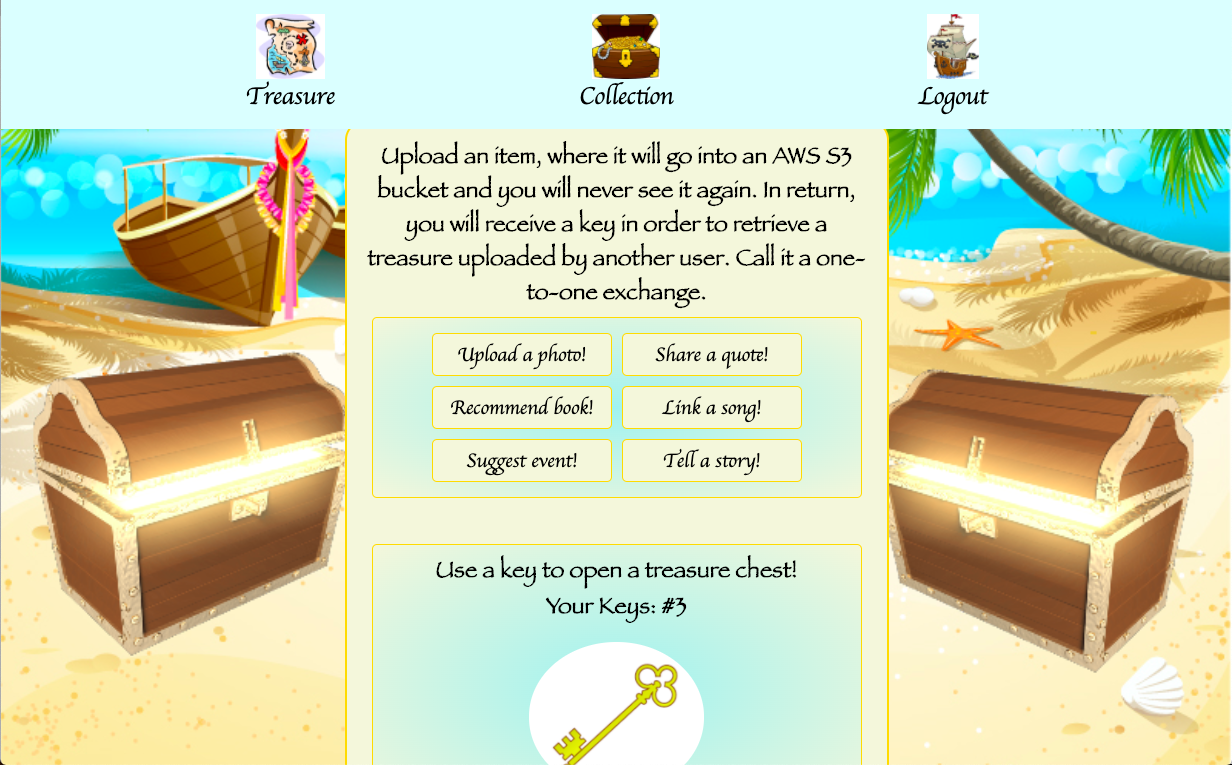 Treasure
Collection
Logout
Upload an item, where it will go into an AWS S3
bucket and you will never see it again. In return,
you will receive a key in order to retrieve a
treasure uploaded by another user. Call it a one-
to-one exchange.
Upload a photo!
Share a quote!
Recommend book!
Link a song!
Suggest event!
Tell a story!
Use a key to open a treasure chest!
Your Keys: #3